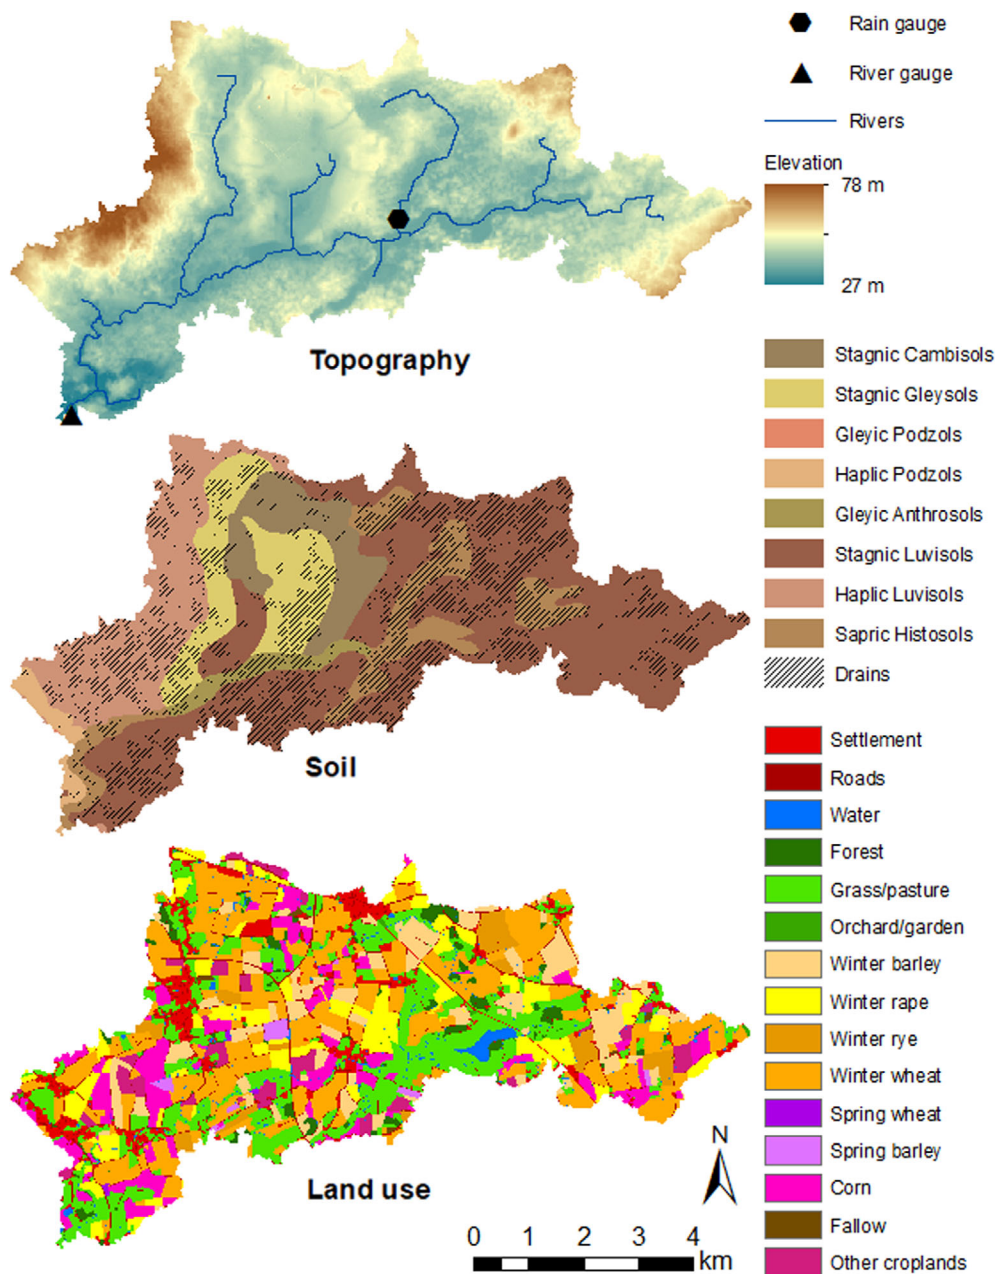 Rain gauge
River gauge
Rivers
Elevation
78 m
27 m
Topography
Stagnic Cambisols
Stagnic Gleysols
Gleyic Podzols
Haplic Podzols
Gleyic Anthrosols
Stagnic Luvisols
Haplic Luvisols
Sapric Histosols
Drains
Soil
Settlement
Roads
Water
Forest
Grass/pasture
Orchard/garden
Winter barley
Winter rape
Winter rye
Winter wheat
Spring wheat
Spring barley
Corn
Fallow
Other croplands
Land use
N
0 1 2 3 4
km